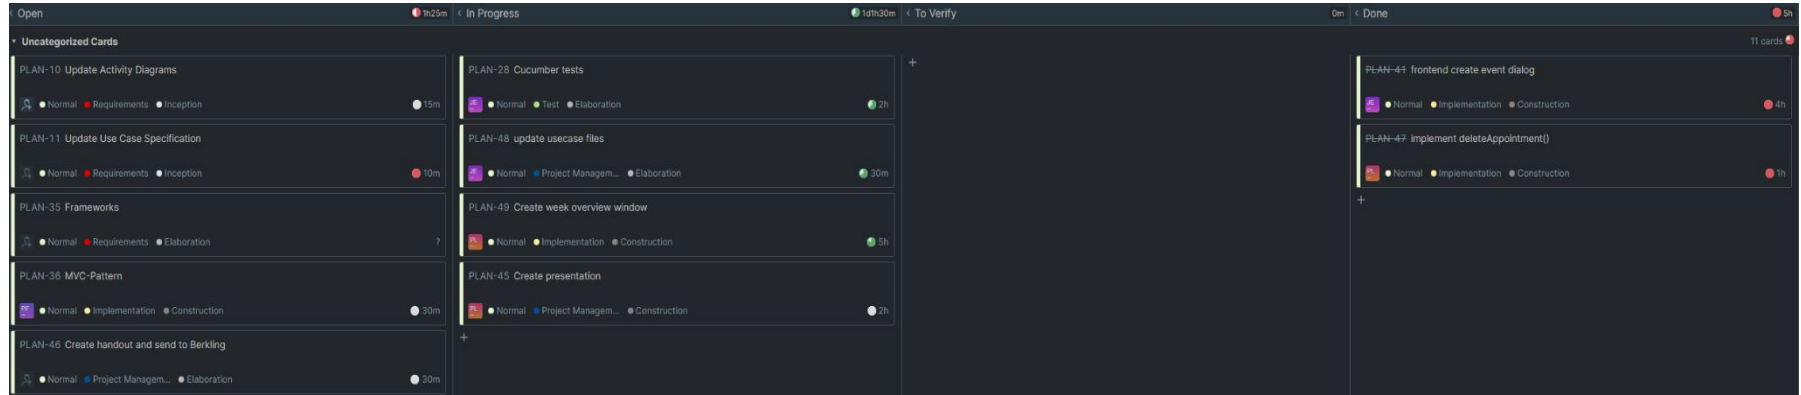 Open 1h25m
In Progress 1d1h30m
To Verify 0m
Done 5h
Uncategorized Cards 11 cards
PLAN-10 Update Activity Diagrams
Normal Requirements Inception 15m
PLAN-11 Update Use Case Specification
Normal Requirements Inception 10m
PLAN-35 Frameworks
Normal Requirements Elaboration ?
PLAN-36 MVC-Pattern
Normal Implementation Construction 30m
PLAN-46 Create handout and send to Berkling
Normal Project Managem... Elaboration 30m
PLAN-28 Cucumber tests
JE Normal Test Elaboration 2h
PLAN-48 update usecase files
JE Normal Project Managem... Elaboration 30m
PLAN-49 Create week overview window
PL Normal Implementation Construction 5h
PLAN-45 Create presentation
PL Normal Project Managem... Construction 2h
PLAN-41 frontend create event dialog
JE Normal Implementation Construction 4h
PLAN-47 implement deleteAppointment()
PL Normal Implementation Construction 1h